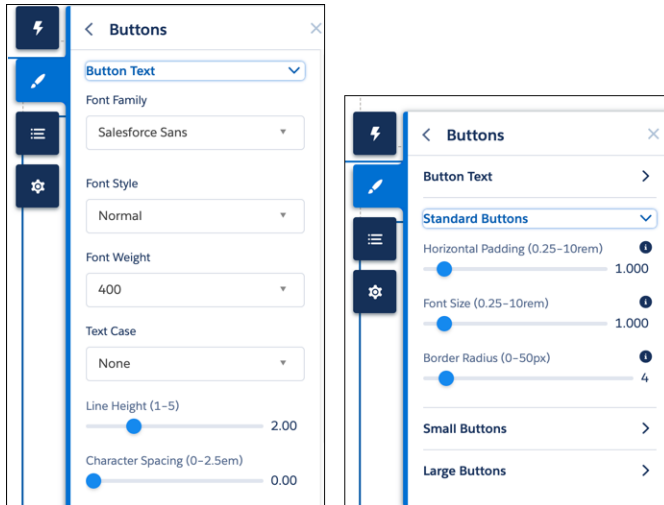 Buttons
Button Text
Font Family
Salesforce Sans
Font Style
Normal
Font Weight
400
Text Case
None
Line Height (1–5)
2.00
Character Spacing (0–2.5em)
0.00
Buttons
Button Text
Standard Buttons
Horizontal Padding (0.25–10rem)
1.000
Font Size (0.25–10rem)
1.000
Border Radius (0–50px)
4
Small Buttons
Large Buttons